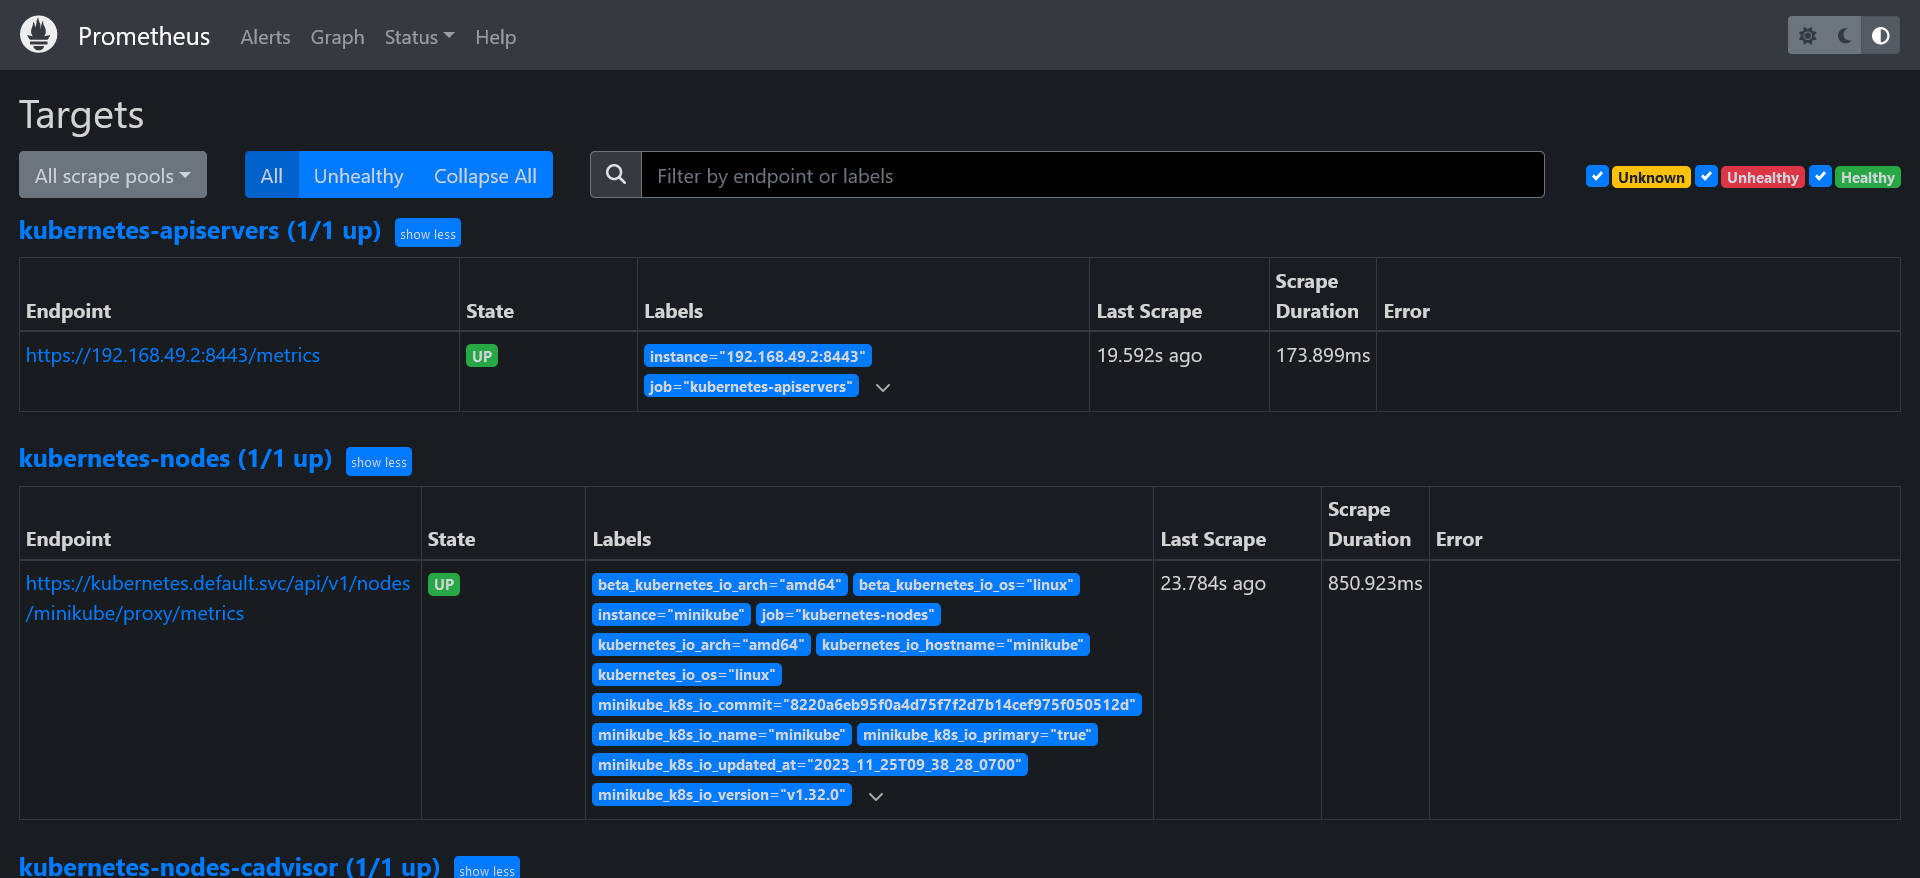 Prometheus Alerts Graph Status Help
Targets
All scrape pools All Unhealthy Collapse All Filter by endpoint or labels Unknown Unhealthy Healthy
kubernetes-apiservers (1/1 up) show less
Endpoint State Labels Last Scrape Scrape Duration Error
https://192.168.49.2:8443/metrics UP instance="192.168.49.2:8443" 19.592s ago 173.899ms
job="kubernetes-apiservers"
kubernetes-nodes (1/1 up) show less
Endpoint State Labels Last Scrape Scrape Duration Error
https://kubernetes.default.svc/api/v1/nodes UP beta_kubernetes_io_arch="amd64" beta_kubernetes_io_os="linux" 23.784s ago 850.923ms
/minikube/proxy/metrics instance="minikube" job="kubernetes-nodes"
kubernetes_io_arch="amd64" kubernetes_io_hostname="minikube"
kubernetes_io_os="linux"
minikube_k8s_io_commit="8220a6eb95f0a4d75f7f2d7b14cef975f050512d"
minikube_k8s_io_name="minikube" minikube_k8s_io_primary="true"
minikube_k8s_io_updated_at="2023_11_25T09_38_28_0700"
minikube_k8s_io_version="v1.32.0"
kubernetes-nodes-cadvisor (1/1 up) show less